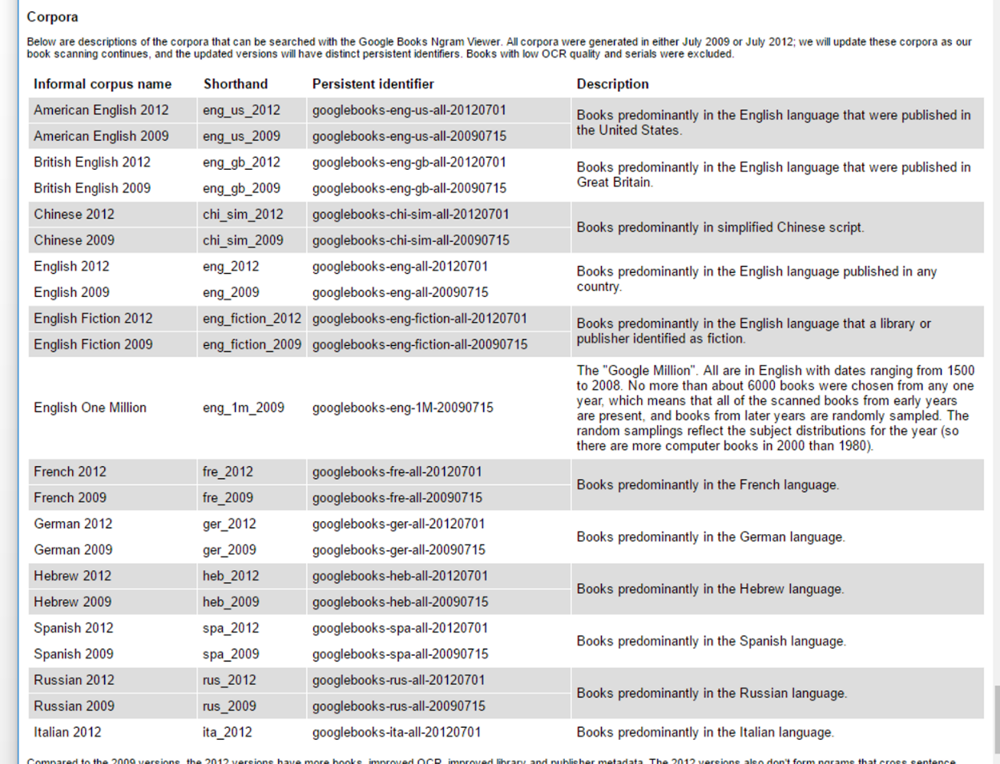 Corpora
Below are descriptions of the corpora that can be searched with the Google Books Ngram Viewer. All corpora were generated in either July 2009 or July 2012; we will update these corpora as our
book scanning continues, and the updated versions will have distinct persistent identifiers. Books with low OCR quality and serials were excluded.
Informal corpus name Shorthand Persistent identifier Description
American English 2012 eng_us_2012 googlebooks-eng-us-all-20120701
American English 2009 eng_us_2009 googlebooks-eng-us-all-20090715
Books predominantly in the English language that were published in
the United States.
British English 2012 eng_gb_2012 googlebooks-eng-gb-all-20120701
British English 2009 eng_gb_2009 googlebooks-eng-gb-all-20090715
Books predominantly in the English language that were published in
Great Britain.
Chinese 2012 chi_sim_2012 googlebooks-chi-sim-all-20120701
Chinese 2009 chi_sim_2009 googlebooks-chi-sim-all-20090715
Books predominantly in simplified Chinese script.
English 2012 eng_2012 googlebooks-eng-all-20120701
English 2009 eng_2009 googlebooks-eng-all-20090715
Books predominantly in the English language published in any
country.
English Fiction 2012 eng_fiction_2012 googlebooks-eng-fiction-all-20120701
English Fiction 2009 eng_fiction_2009 googlebooks-eng-fiction-all-20090715
Books predominantly in the English language that a library or
publisher identified as fiction.
English One Million eng_1m_2009 googlebooks-eng-1M-20090715
The "Google Million". All are in English with dates ranging from 1500
to 2008. No more than about 6000 books were chosen from any one
year, which means that all of the scanned books from early years
are present, and books from later years are randomly sampled. The
random samplings reflect the subject distributions for the year (so
there are more computer books in 2000 than 1980).
French 2012 fre_2012 googlebooks-fre-all-20120701
French 2009 fre_2009 googlebooks-fre-all-20090715
Books predominantly in the French language.
German 2012 ger_2012 googlebooks-ger-all-20120701
German 2009 ger_2009 googlebooks-ger-all-20090715
Books predominantly in the German language.
Hebrew 2012 heb_2012 googlebooks-heb-all-20120701
Hebrew 2009 heb_2009 googlebooks-heb-all-20090715
Books predominantly in the Hebrew language.
Spanish 2012 spa_2012 googlebooks-spa-all-20120701
Spanish 2009 spa_2009 googlebooks-spa-all-20090715
Books predominantly in the Spanish language.
Russian 2012 rus_2012 googlebooks-rus-all-20120701
Russian 2009 rus_2009 googlebooks-rus-all-20090715
Books predominantly in the Russian language.
Italian 2012 ita_2012 googlebooks-ita-all-20120701 Books predominantly in the Italian language.
Compared to the 2009 versions, the 2012 versions have more books, improved OCR, improved library and publisher metadata. The 2012 versions also don't form ngrams that cross sentence